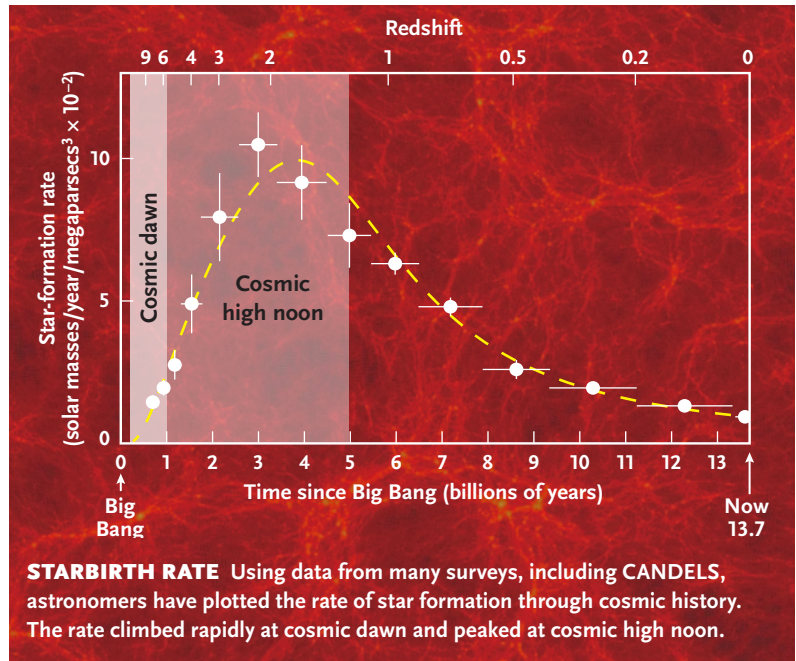 Redshift
9 6 4 3 2 1 0.5 0.2 0
Star-formation rate
(solar masses/year/megaparsecs³ × 10⁻²)
10
5
0
Cosmic dawn
Cosmic
high noon
0 1 2 3 4 5 6 7 8 9 10 11 12 13
Time since Big Bang (billions of years)
Big
Bang
Now
13.7
STARBIRTH RATE Using data from many surveys, including CANDELS,
astronomers have plotted the rate of star formation through cosmic history.
The rate climbed rapidly at cosmic dawn and peaked at cosmic high noon.